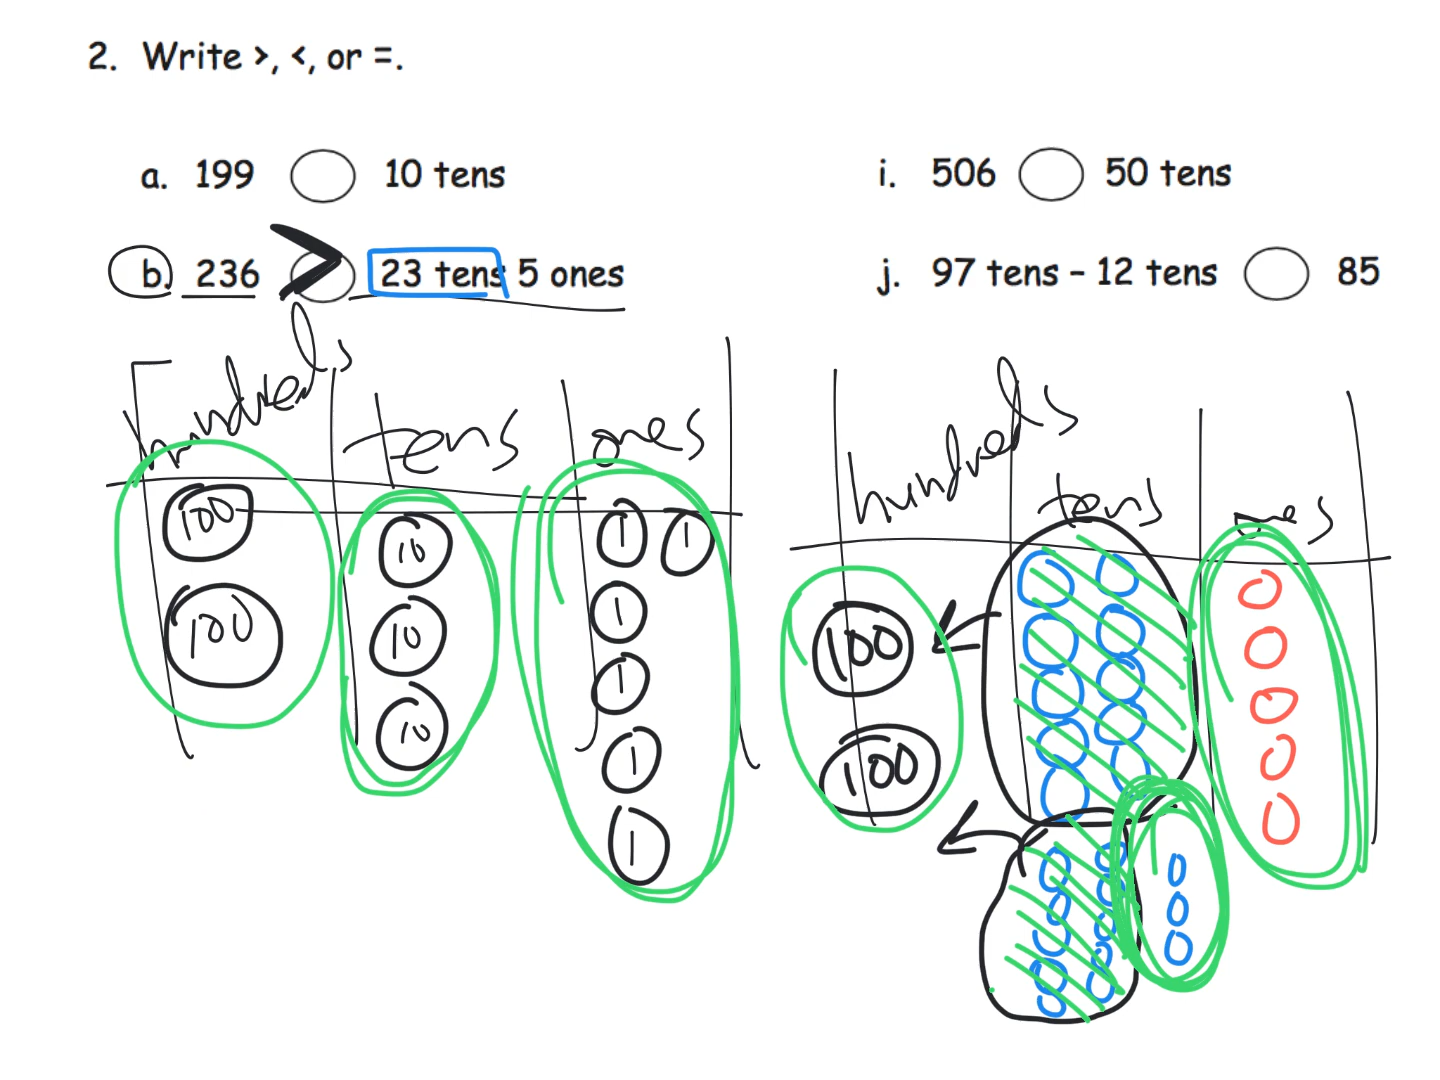 2. Write >, <, or =.
a. 199 10 tens
i. 506 50 tens
b. 236 > 23 tens 5 ones
j. 97 tens – 12 tens 85
hundreds tens ones
100 10 1 1
100 10 1
10 1
1
1
hundreds tens ones
100
100